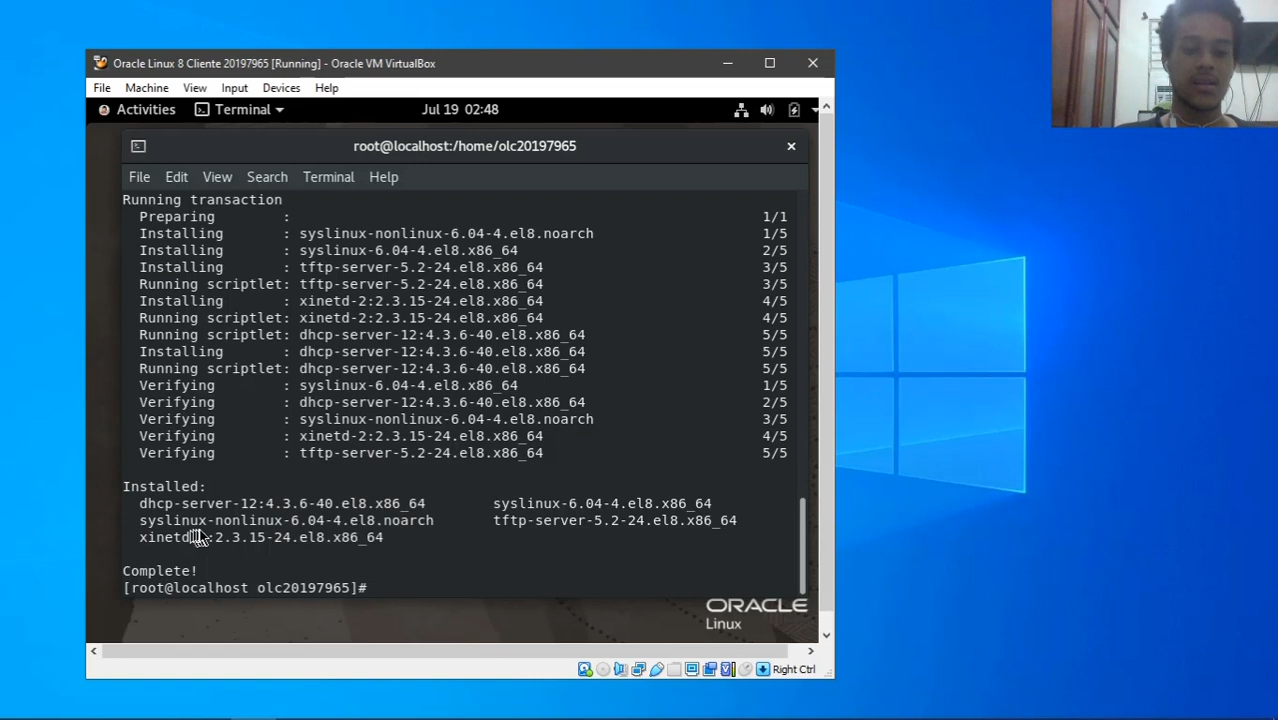 Oracle Linux 8 Cliente 20197965 [Running] - Oracle VM VirtualBox
File Machine View Input Devices Help
Activities Terminal Jul 19 02:48
root@localhost:/home/olc20197965
File Edit View Search Terminal Help
Running transaction
Preparing : 1/1
Installing : syslinux-nonlinux-6.04-4.el8.noarch 1/5
Installing : syslinux-6.04-4.el8.x86_64 2/5
Installing : tftp-server-5.2-24.el8.x86_64 3/5
Running scriptlet: tftp-server-5.2-24.el8.x86_64 3/5
Installing : xinetd-2:2.3.15-24.el8.x86_64 4/5
Running scriptlet: xinetd-2:2.3.15-24.el8.x86_64 4/5
Running scriptlet: dhcp-server-12:4.3.6-40.el8.x86_64 5/5
Installing : dhcp-server-12:4.3.6-40.el8.x86_64 5/5
Running scriptlet: dhcp-server-12:4.3.6-40.el8.x86_64 5/5
Verifying : syslinux-6.04-4.el8.x86_64 1/5
Verifying : dhcp-server-12:4.3.6-40.el8.x86_64 2/5
Verifying : syslinux-nonlinux-6.04-4.el8.noarch 3/5
Verifying : xinetd-2:2.3.15-24.el8.x86_64 4/5
Verifying : tftp-server-5.2-24.el8.x86_64 5/5
Installed:
dhcp-server-12:4.3.6-40.el8.x86_64 syslinux-6.04-4.el8.x86_64
syslinux-nonlinux-6.04-4.el8.noarch tftp-server-5.2-24.el8.x86_64
xinetd :2.3.15-24.el8.x86_64
Complete!
[root@localhost olc20197965]#
ORACLE
Linux
Right Ctrl